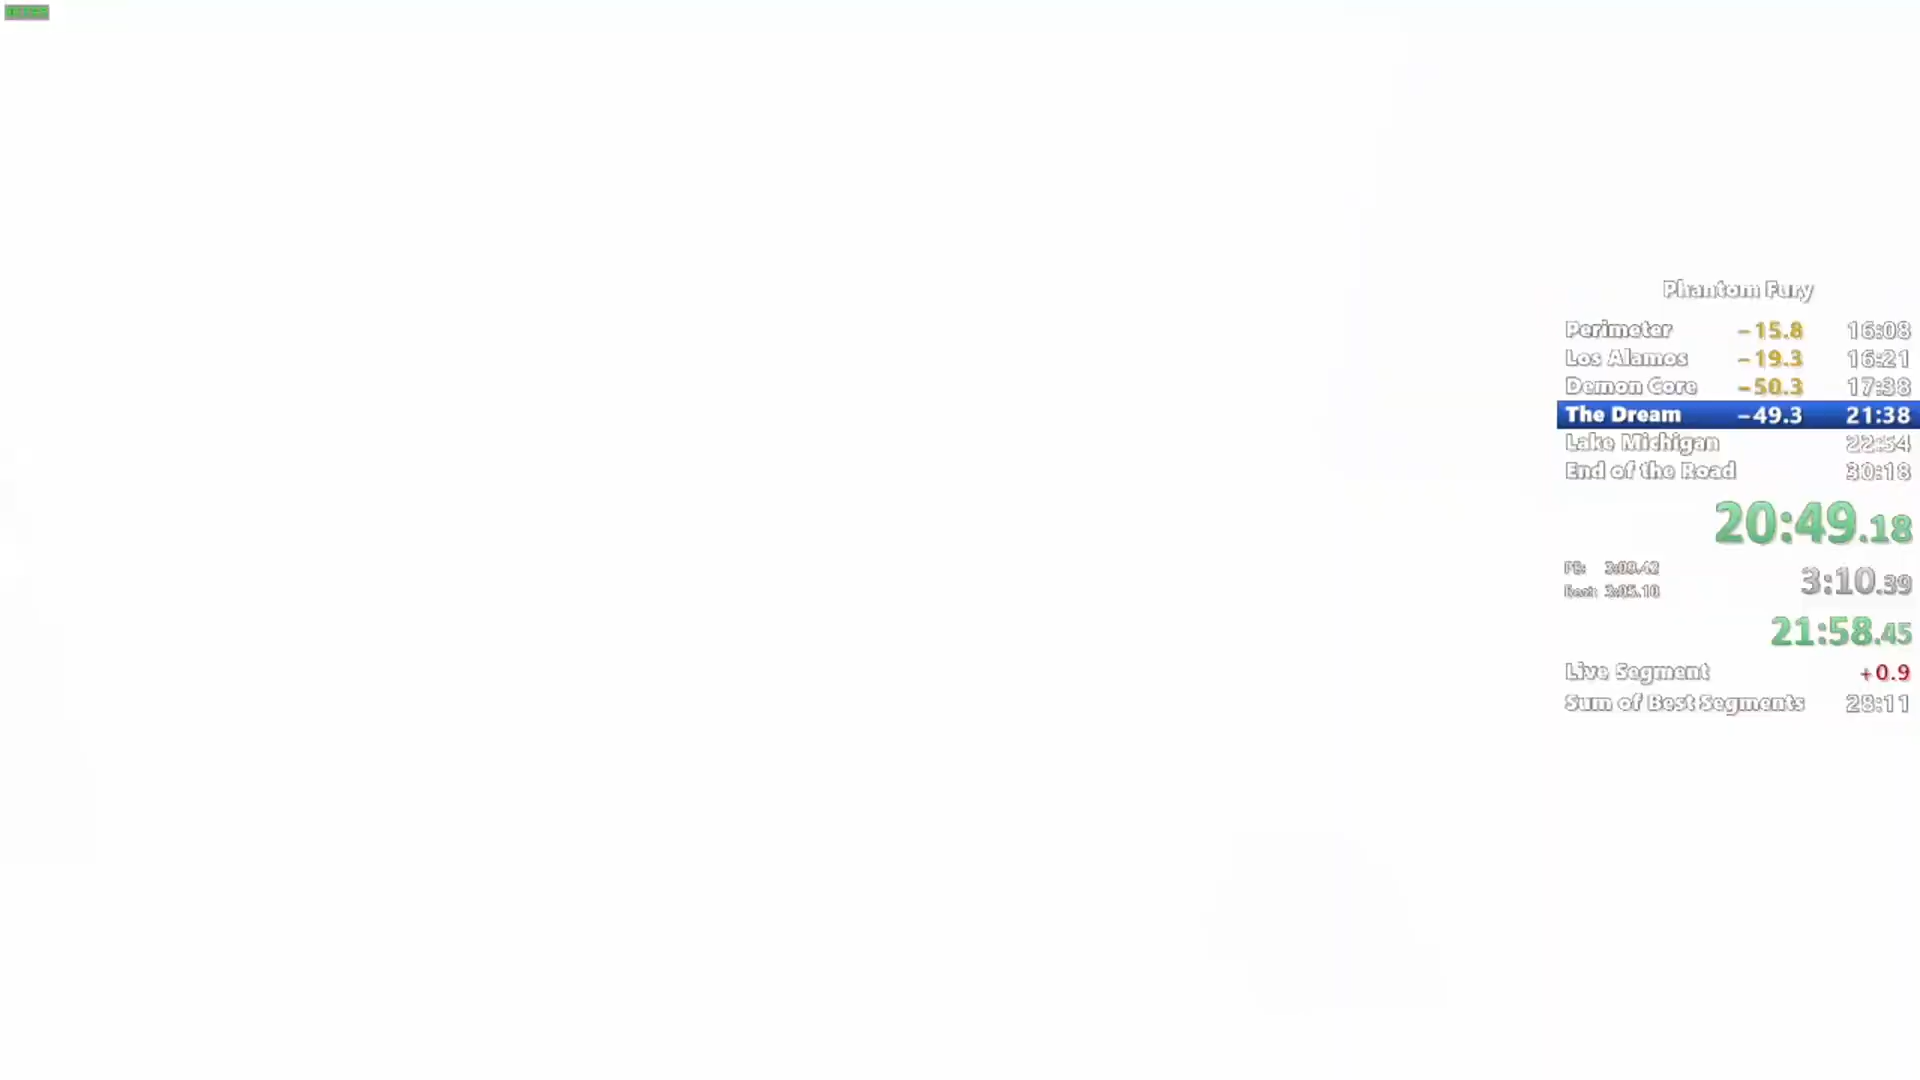 Phantom Fury
Perimeter -15.8 16:08
Los Alamos -19.3 16:21
Demon Core -50.3 17:38
The Dream -49.3 21:38
Lake Michigan 22:54
End of the Road 30:18
20:49.18
PB: 3:09.42
3:10.39
Best: 3:05.10
21:58.45
Live Segment +0.9
Sum of Best Segments 28:11